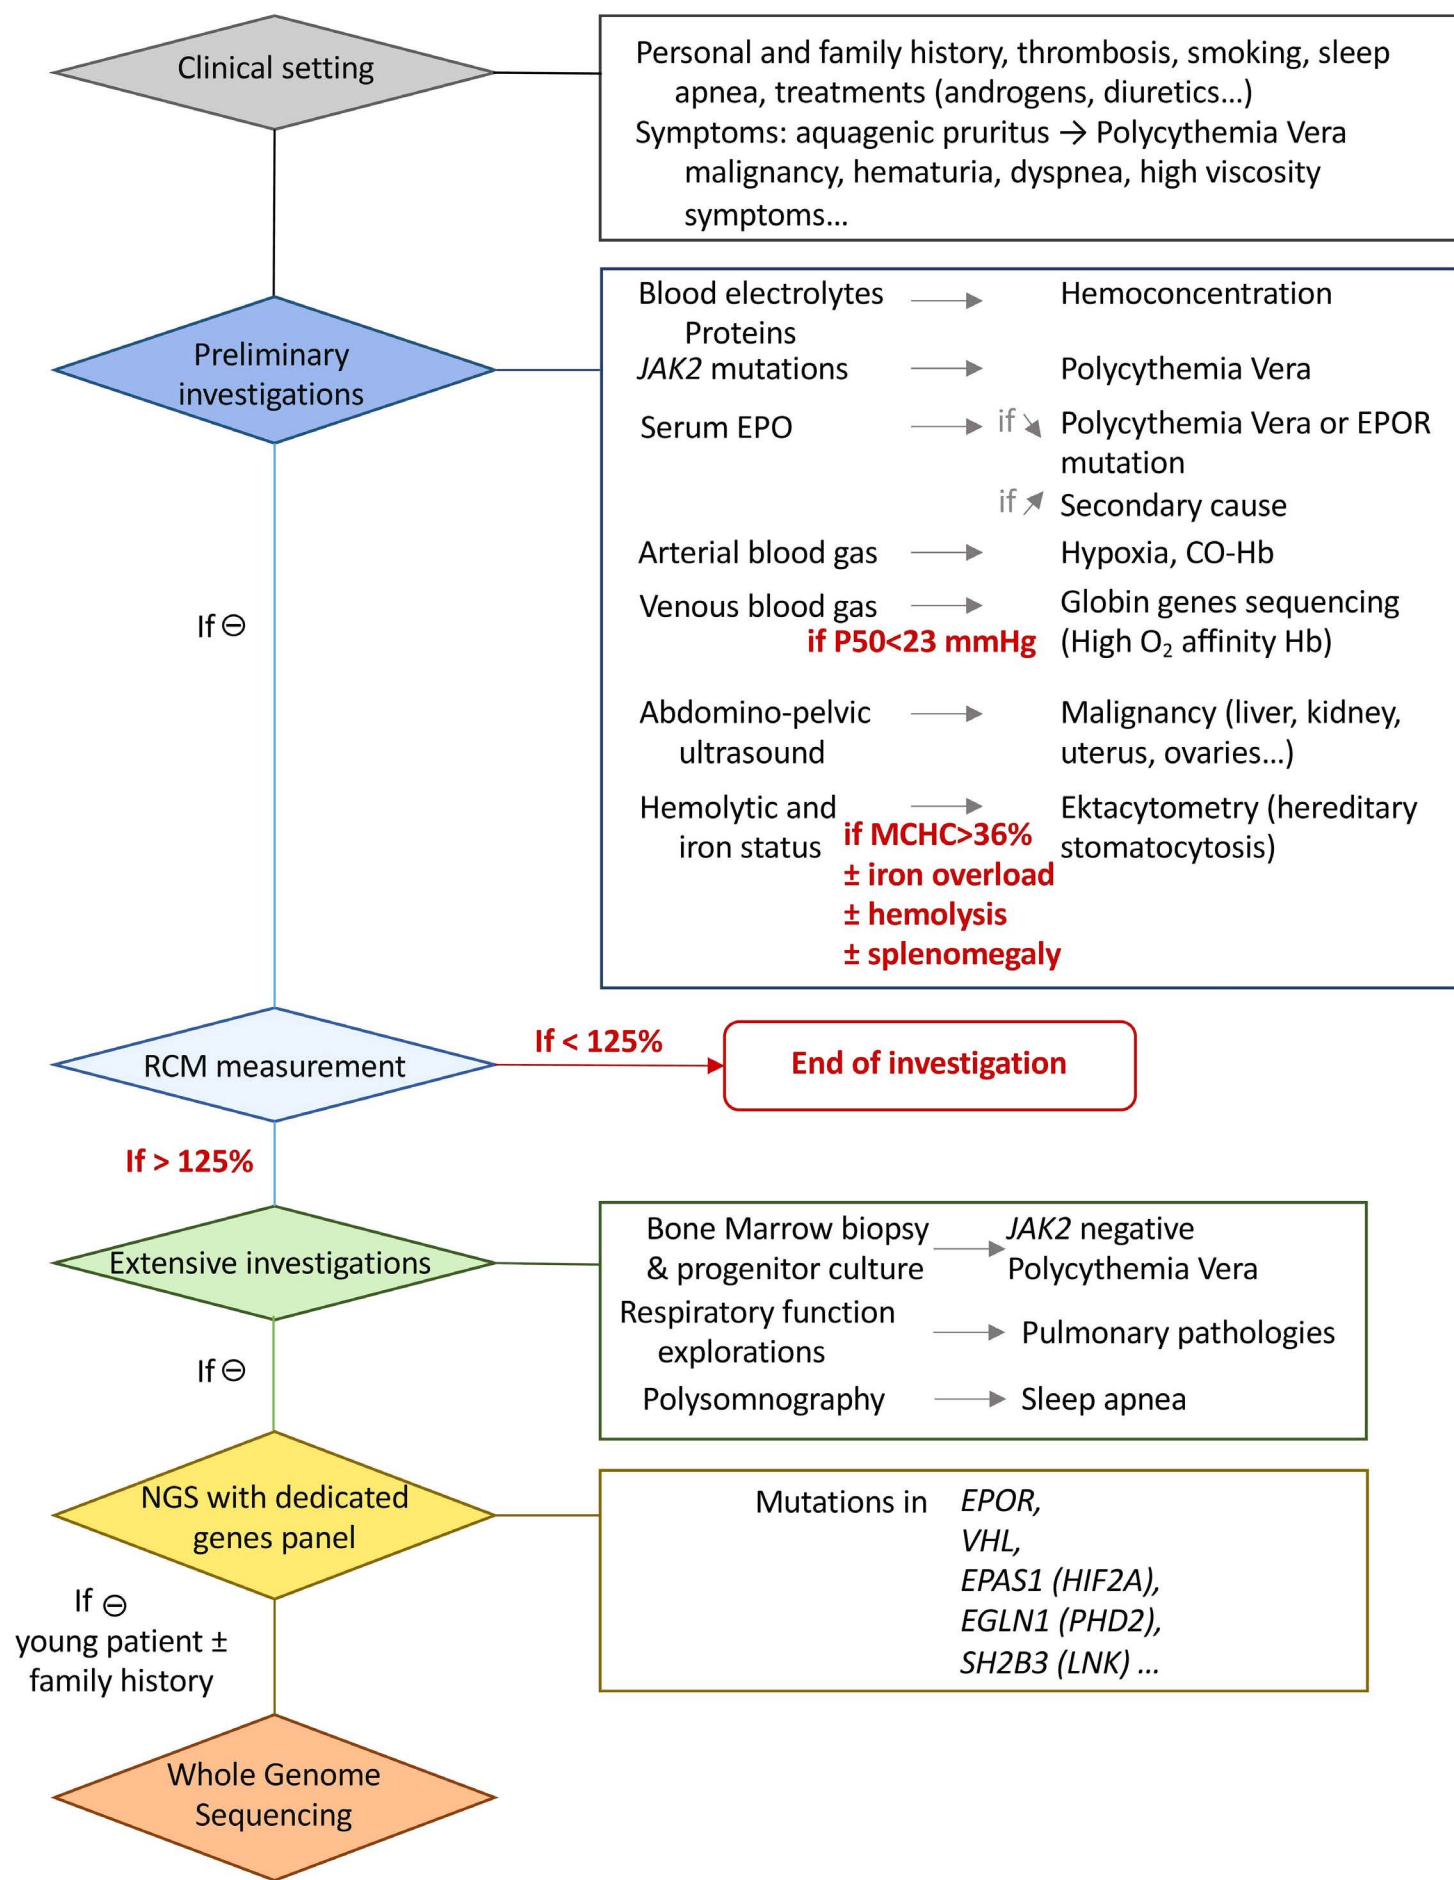 Clinical setting
Personal and family history, thrombosis, smoking, sleep
apnea, treatments (androgens, diuretics...)
Symptoms: aquagenic pruritus → Polycythemia Vera
malignancy, hematuria, dyspnea, high viscosity
symptoms...
Preliminary
investigations
Blood electrolytes → Hemoconcentration
Proteins
JAK2 mutations → Polycythemia Vera
Serum EPO → if ↘ Polycythemia Vera or EPOR
mutation
if ↗ Secondary cause
Arterial blood gas → Hypoxia, CO-Hb
Venous blood gas → Globin genes sequencing
if P50<23 mmHg (High O₂ affinity Hb)
Abdomino-pelvic → Malignancy (liver, kidney,
ultrasound uterus, ovaries...)
Hemolytic and → Ektacytometry (hereditary
iron status if MCHC>36% stomatocytosis)
± iron overload
± hemolysis
± splenomegaly
If ⊖
RCM measurement
If < 125%
End of investigation
If > 125%
Extensive investigations
Bone Marrow biopsy → JAK2 negative
& progenitor culture Polycythemia Vera
Respiratory function → Pulmonary pathologies
explorations
Polysomnography → Sleep apnea
If ⊖
NGS with dedicated
genes panel
Mutations in EPOR,
VHL,
EPAS1 (HIF2A),
EGLN1 (PHD2),
SH2B3 (LNK) ...
If ⊖
young patient ±
family history
Whole Genome
Sequencing